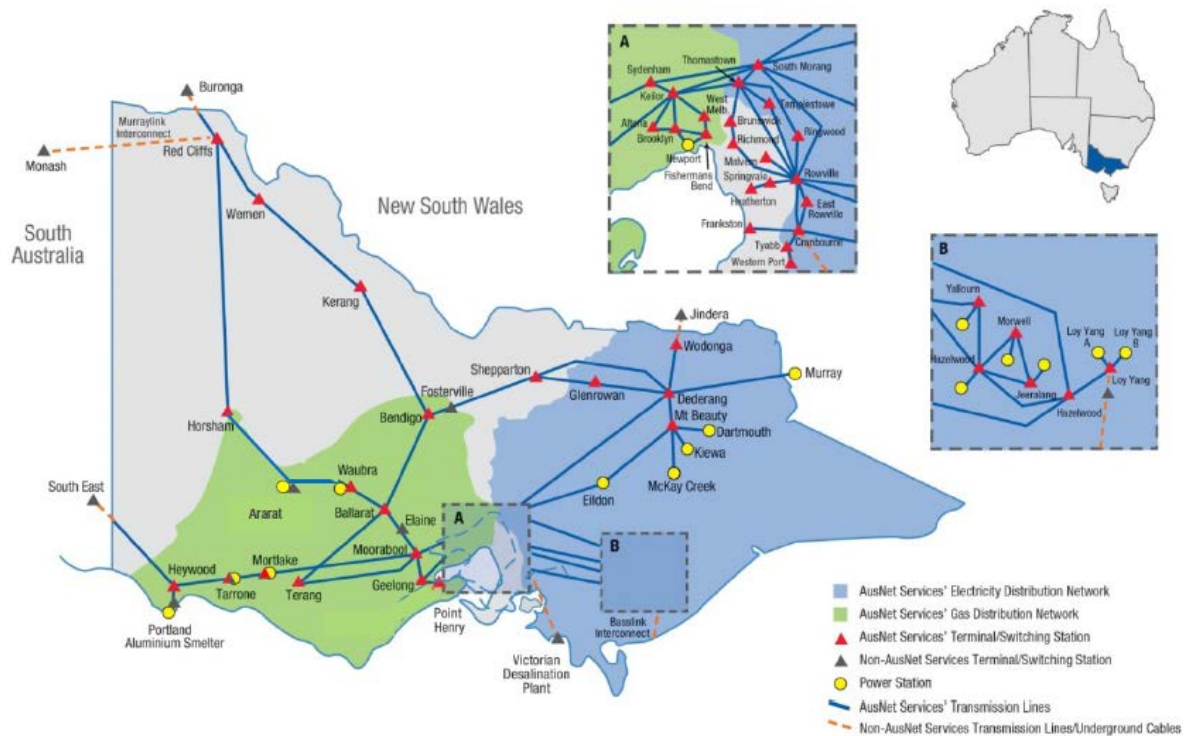 Buronga
Murraylink
Interconnect
Monash
Red Cliffs
Wemen
New South Wales
South
Australia
Kerang
Horsham
Bendigo
Fosterville
Shepparton
Glenrowan
Jindera
Wodonga
Murray
Dederang
Mt Beauty
Dartmouth
Kiewa
McKay Creek
Eildon
South East
Ararat
Waubra
Ballarat
Elaine
Moorabool
Heywood
Tarrone
Mortlake
Terang
Geelong
Portland
Aluminium Smelter
Point
Henry
Victorian
Desalination
Plant
Basslink
Interconnect
A
B
A
Sydenham
Thomastown
South Morang
Keilor
West
Melb.
Templestowe
Altona
Brooklyn
Brunswick
Richmond
Ringwood
Newport
Fishermans
Bend
Malvern
Springvale
Rowville
Heatherton
East
Rowville
Frankston
Cranbourne
Tyabb
Western Port
B
Yallourn
Morwell
Loy Yang
A
Loy Yang
B
Hazelwood
Jeeralang
Hazelwood
Loy Yang
AusNet Services' Electricity Distribution Network
AusNet Services' Gas Distribution Network
AusNet Services' Terminal/Switching Station
Non-AusNet Services Terminal/Switching Station
Power Station
AusNet Services' Transmission Lines
Non-AusNet Services Transmission Lines/Underground Cables